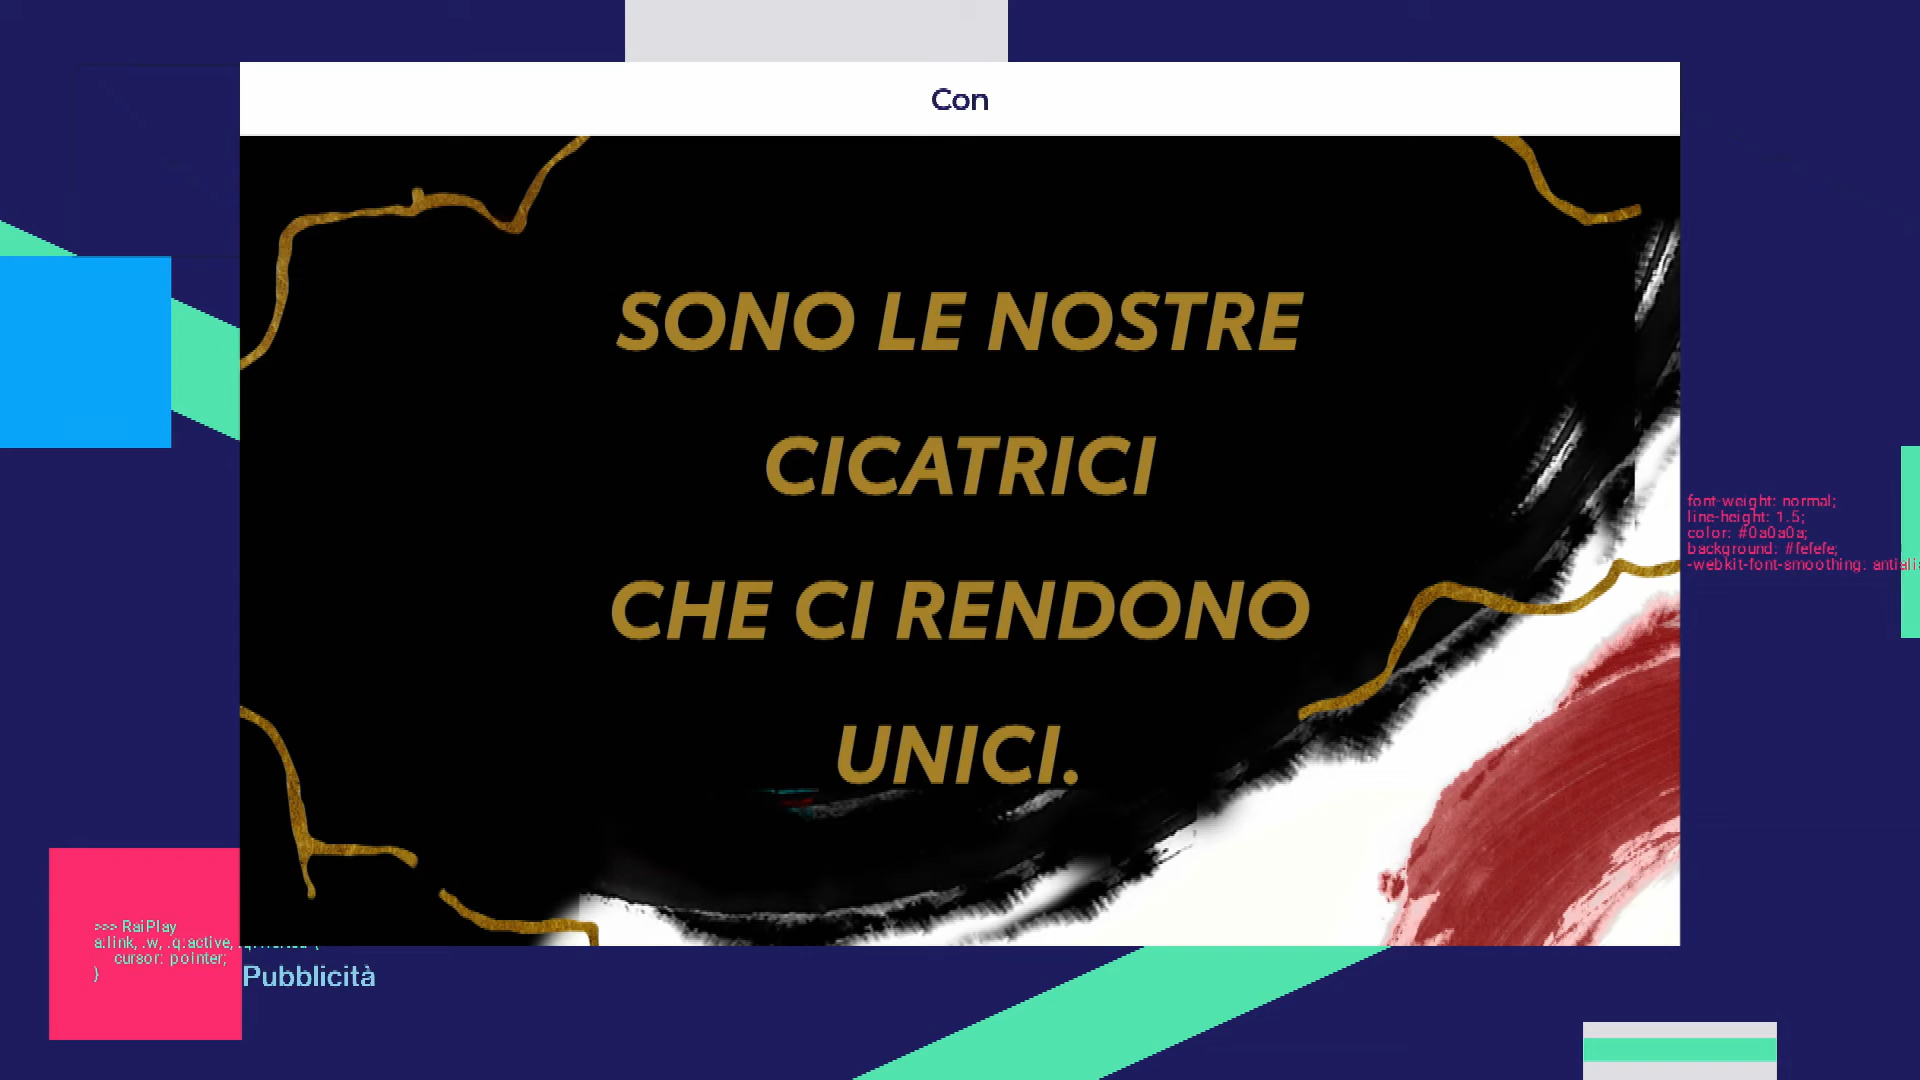 Con
SONO LE NOSTRE
CICATRICI
CHE CI RENDONO
UNICI.
font-weight: normal;
line-height: 1.5;
color: #0a0a0a;
background: #fefefe;
-webkit-font-smoothing:
>>> RaiPlay
a:link, .w, .q.active,
cursor: pointer;
}
Pubblicità